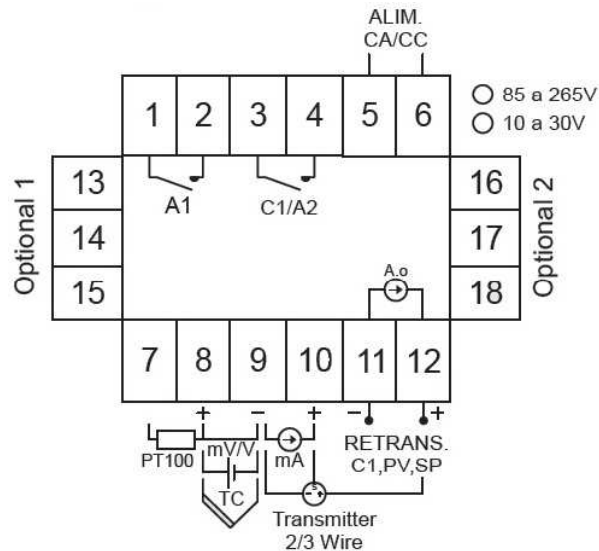 ALIM.
CA/CC
1 2 3 4 5 6
85 a 265V
10 a 30V
A1
C1/A2
Optional 1
13
14
15
16
17
18
Optional 2
A.o
7 8 9 10 11 12
+ - + - +
PT100
mV/V
TC
mA
RETRANS.
C1,PV,SP
- S +
Transmitter
2/3 Wire